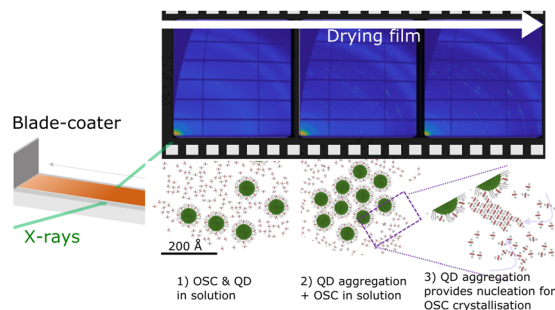 Drying film
Blade-coater
X-rays
200 Å
1) OSC & QD
in solution
2) QD aggregation
+ OSC in solution
3) QD aggregation
provides nucleation for
OSC crystallisation